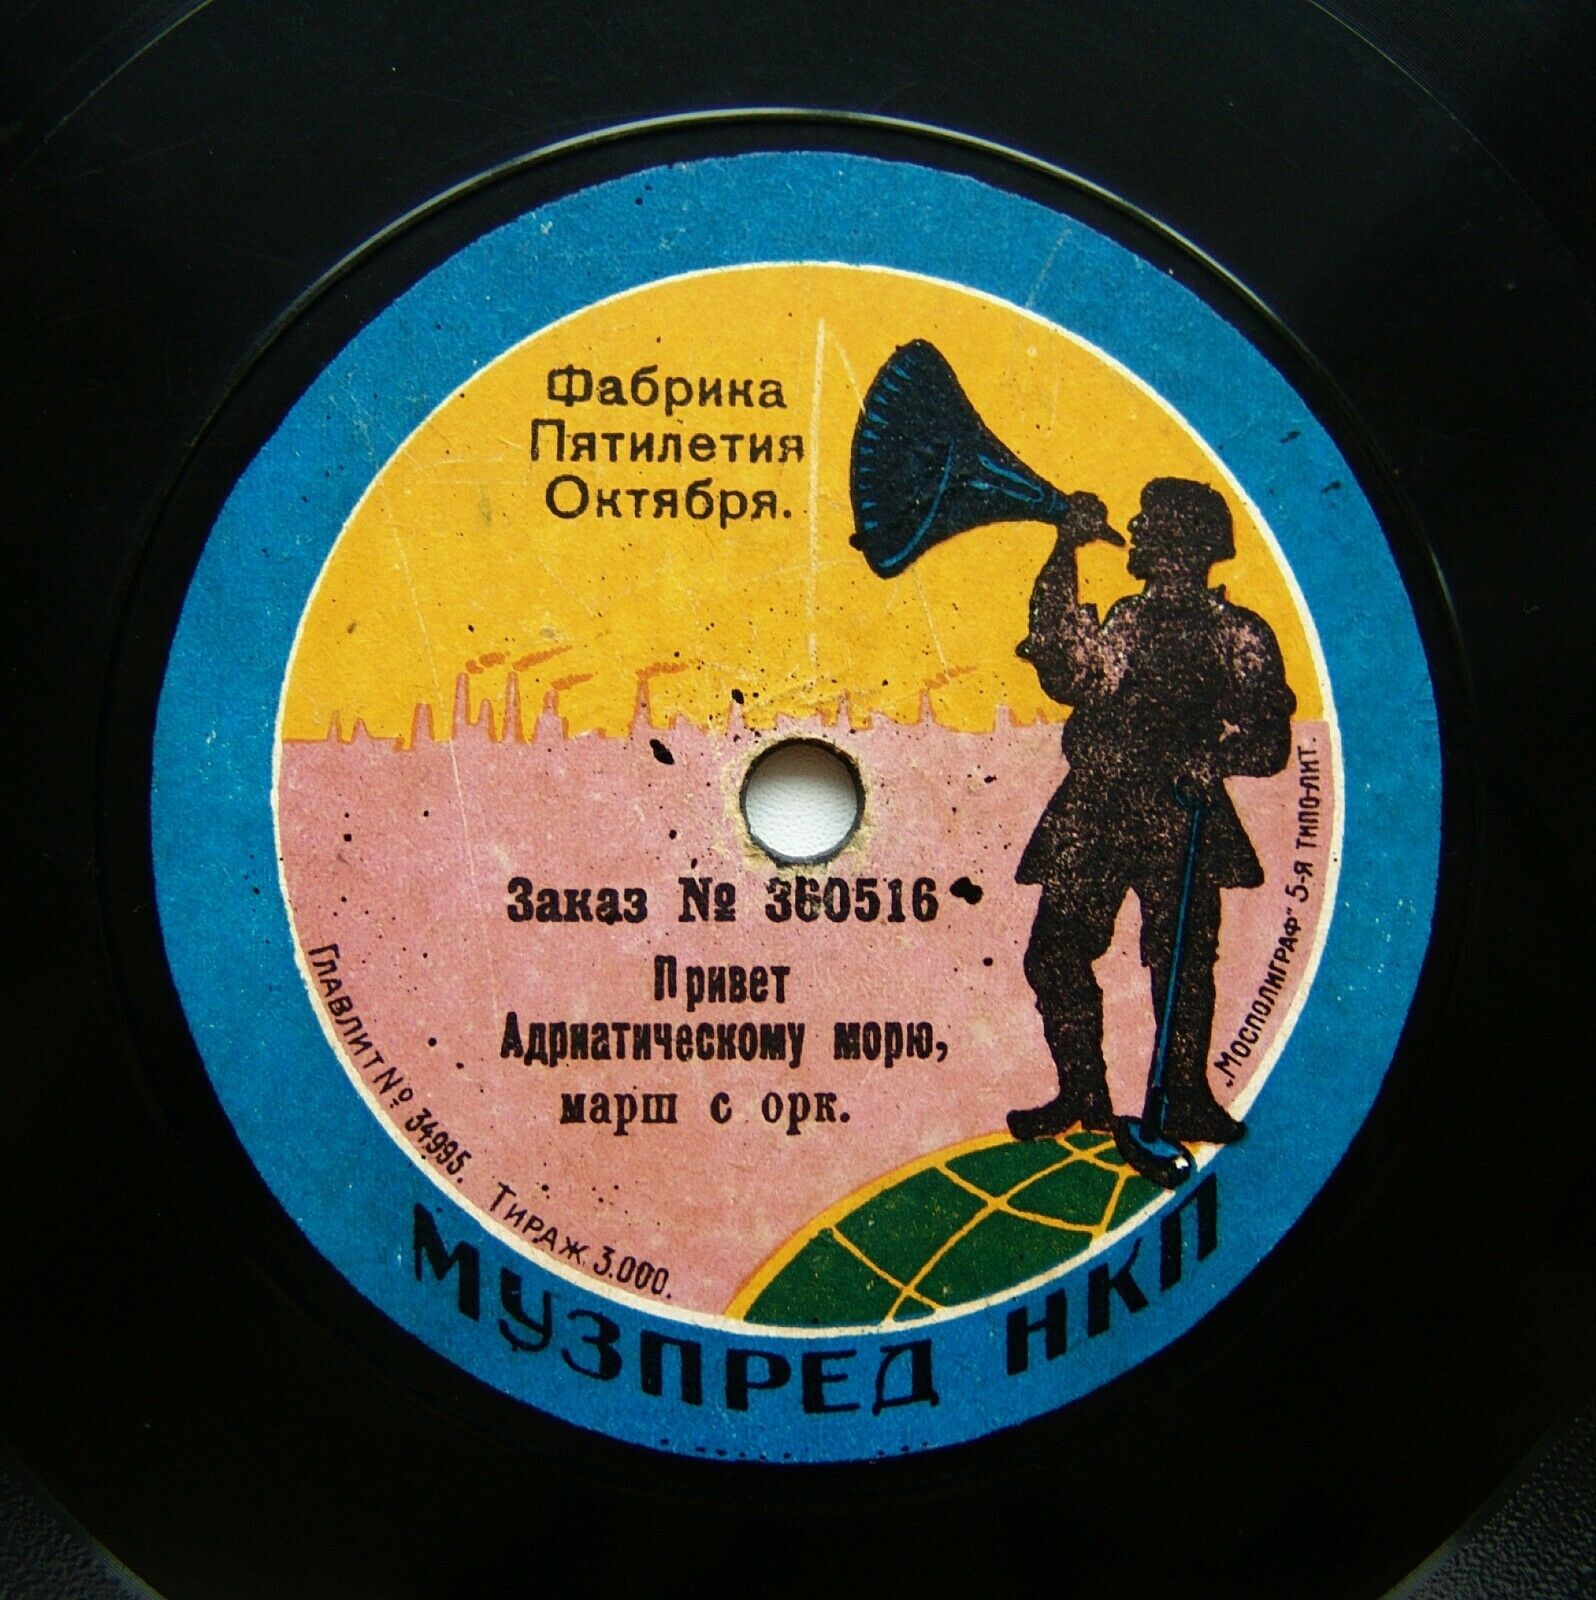 Фабрика
Пятилетия
Октября.
Заказ № 360516
Привет
Адриатическому морю,
марш с орк.
Главлит № 34995. Тираж 3.000.
„Мосполиграф" 5-я типо-лит.
МУЗПРЕД НКП